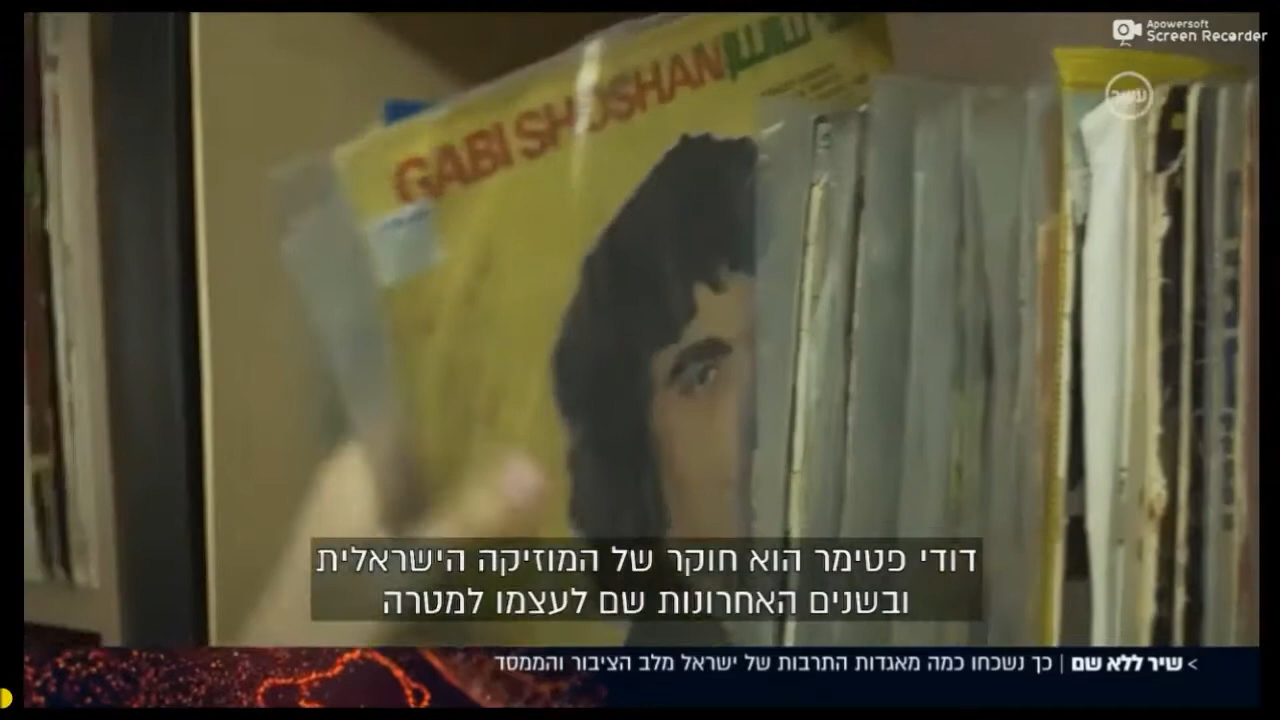 Apowersoft
Screen Recorder
עשר
GABI SHOSHAN
דודי פטימר הוא חוקר של המוזיקה הישראלית
ובשנים האחרונות שם לעצמו למטרה
> שיר ללא שם | כך נשכחו כמה מאגדות התרבות של ישראל מלב הציבור והממסד